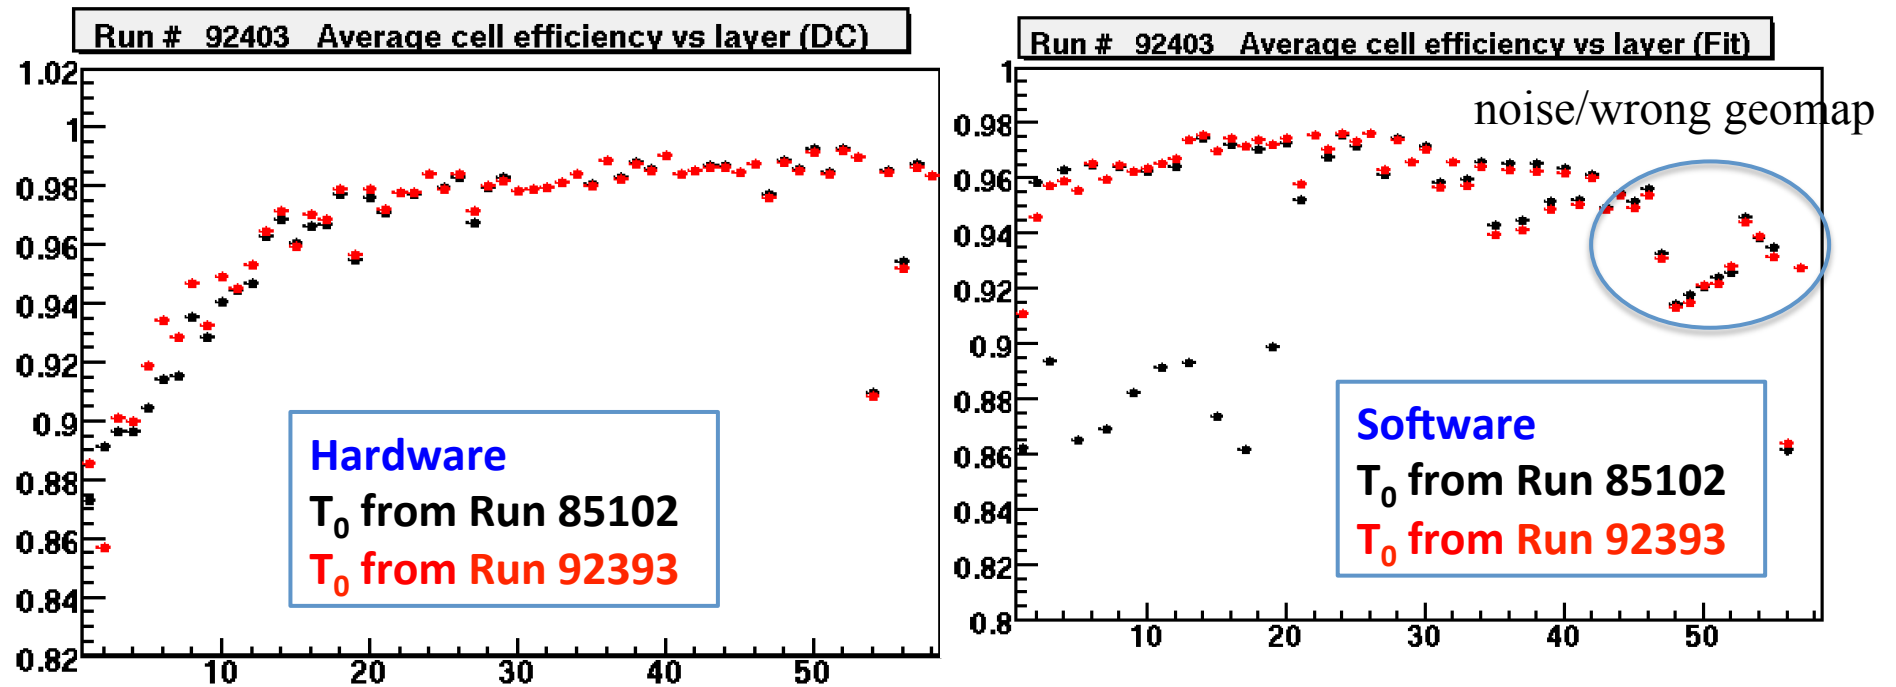 Run # 92403 Average cell efficiency vs layer (DC)
1.02
1
0.98
0.96
0.94
0.92
0.9
0.88
0.86
0.84
0.82
10 20 30 40 50
Hardware
T0 from Run 85102
T0 from Run 92393
Run # 92403 Average cell efficiency vs layer (Fit)
noise/wrong geomap
1
0.98
0.96
0.94
0.92
0.9
0.88
0.86
0.84
0.82
0.8
10 20 30 40 50
Software
T0 from Run 85102
T0 from Run 92393